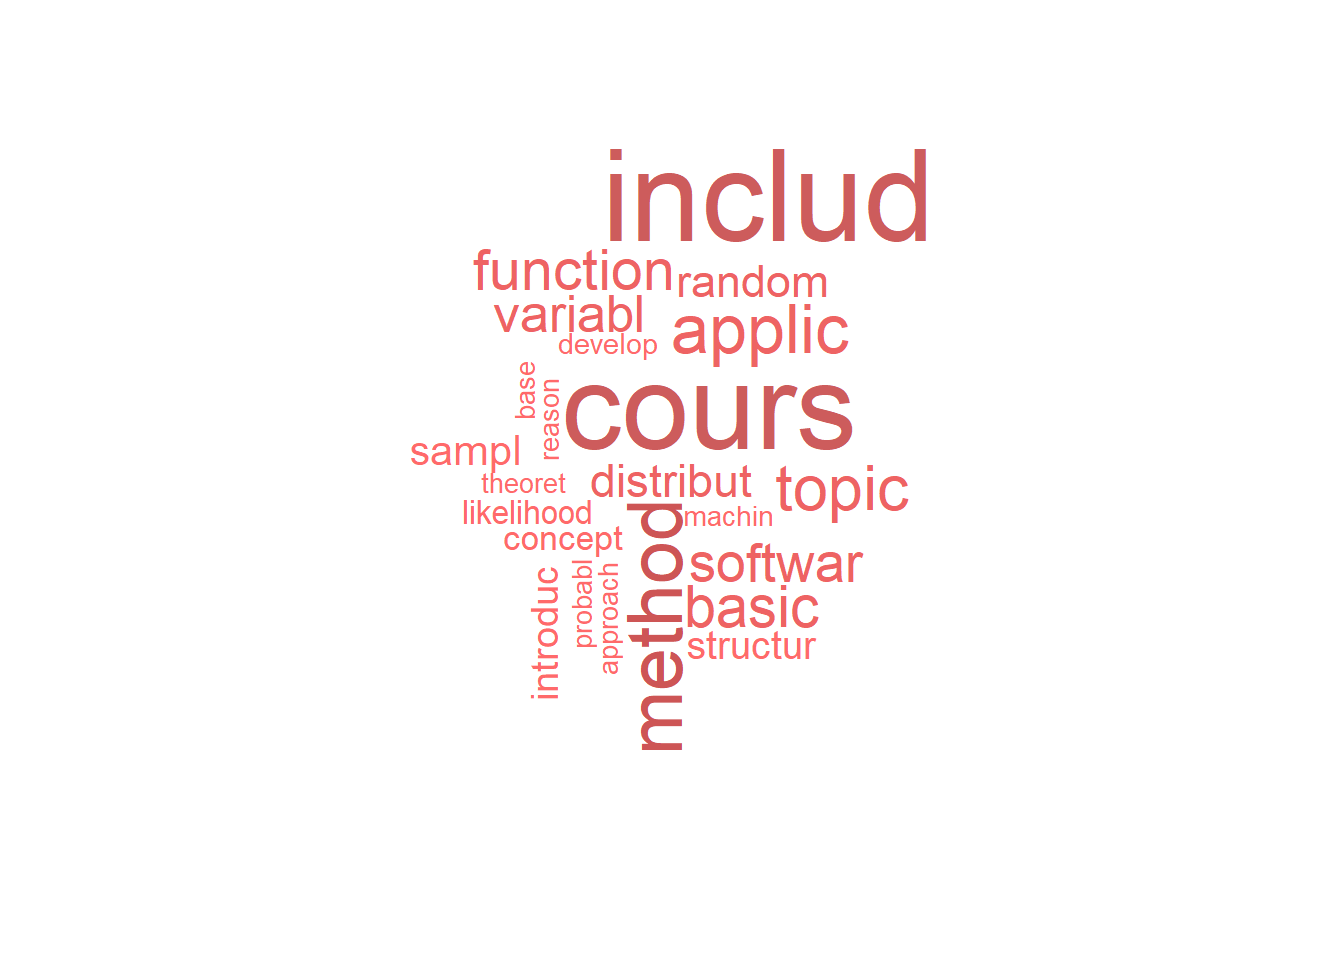 includ
function
random
variabl
applic
develop
base
reason
cours
sampl
theoret
distribut
topic
likelihood
machin
concept
method
softwar
introduc
probabl
approach
basic
structur